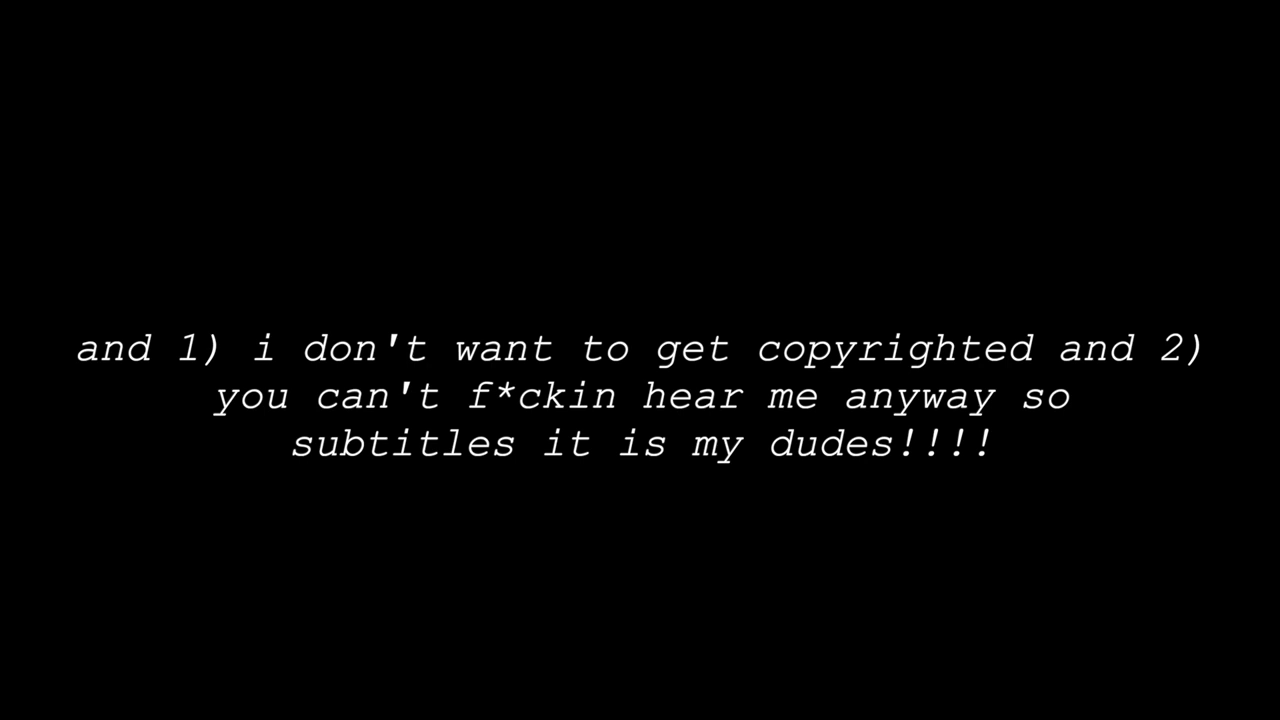 and 1) i don't want to get copyrighted and 2)
you can't f*ckin hear me anyway so
subtitles it is my dudes!!!!